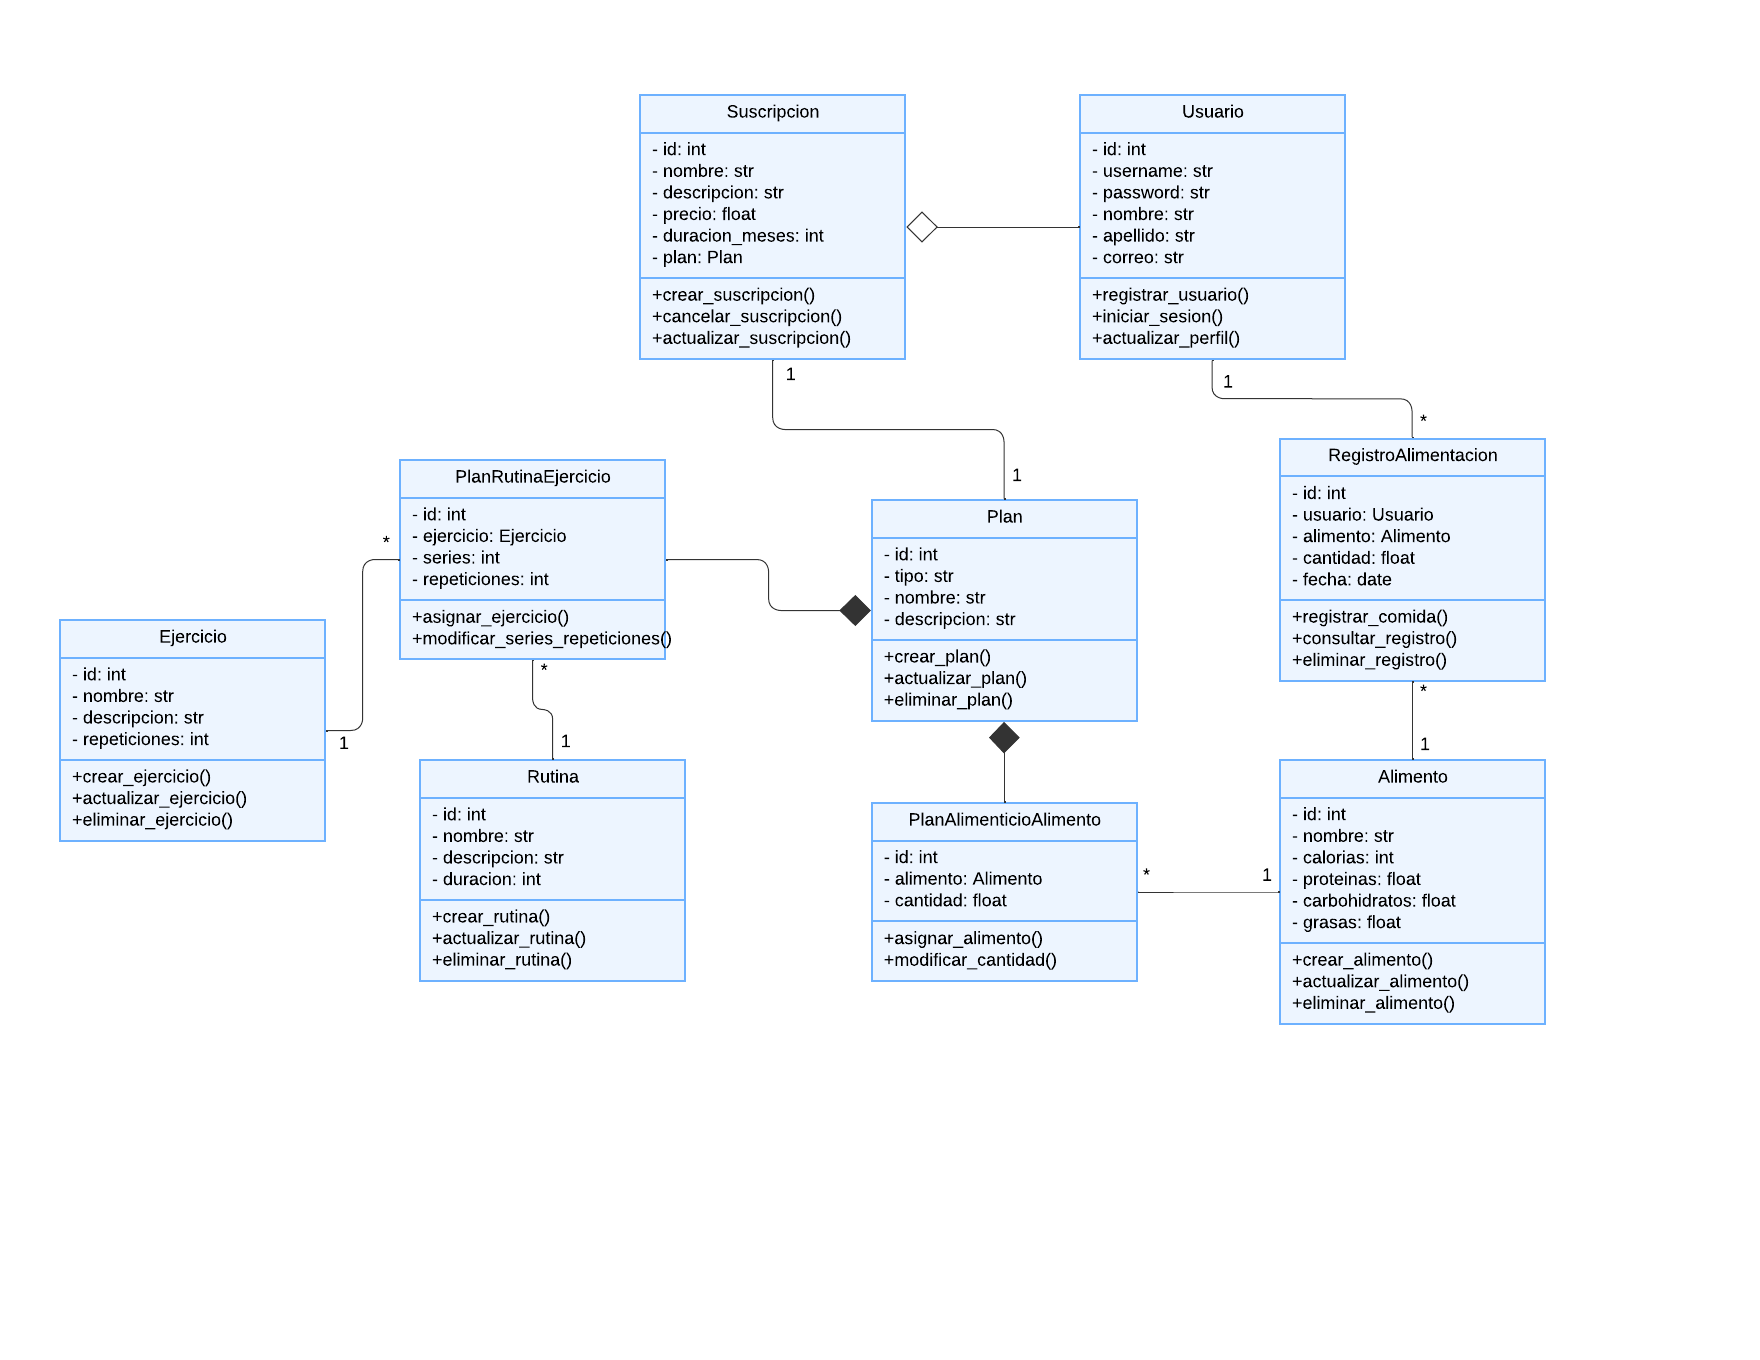 Suscripcion
- id: int
- nombre: str
- descripcion: str
- precio: float
- duracion_meses: int
- plan: Plan
+crear_suscripcion()
+cancelar_suscripcion()
+actualizar_suscripcion()
Usuario
- id: int
- username: str
- password: str
- nombre: str
- apellido: str
- correo: str
+registrar_usuario()
+iniciar_sesion()
+actualizar_perfil()
1
1
1
*
PlanRutinaEjercicio
- id: int
- ejercicio: Ejercicio
- series: int
- repeticiones: int
+asignar_ejercicio()
+modificar_series_repeticiones()
*
1
*
1
Plan
- id: int
- tipo: str
- nombre: str
- descripcion: str
+crear_plan()
+actualizar_plan()
+eliminar_plan()
RegistroAlimentacion
- id: int
- usuario: Usuario
- alimento: Alimento
- cantidad: float
- fecha: date
+registrar_comida()
+consultar_registro()
+eliminar_registro()
*
1
Ejercicio
- id: int
- nombre: str
- descripcion: str
- repeticiones: int
+crear_ejercicio()
+actualizar_ejercicio()
+eliminar_ejercicio()
Rutina
- id: int
- nombre: str
- descripcion: str
- duracion: int
+crear_rutina()
+actualizar_rutina()
+eliminar_rutina()
PlanAlimenticioAlimento
- id: int
- alimento: Alimento
- cantidad: float
+asignar_alimento()
+modificar_cantidad()
*
1
Alimento
- id: int
- nombre: str
- calorias: int
- proteinas: float
- carbohidratos: float
- grasas: float
+crear_alimento()
+actualizar_alimento()
+eliminar_alimento()